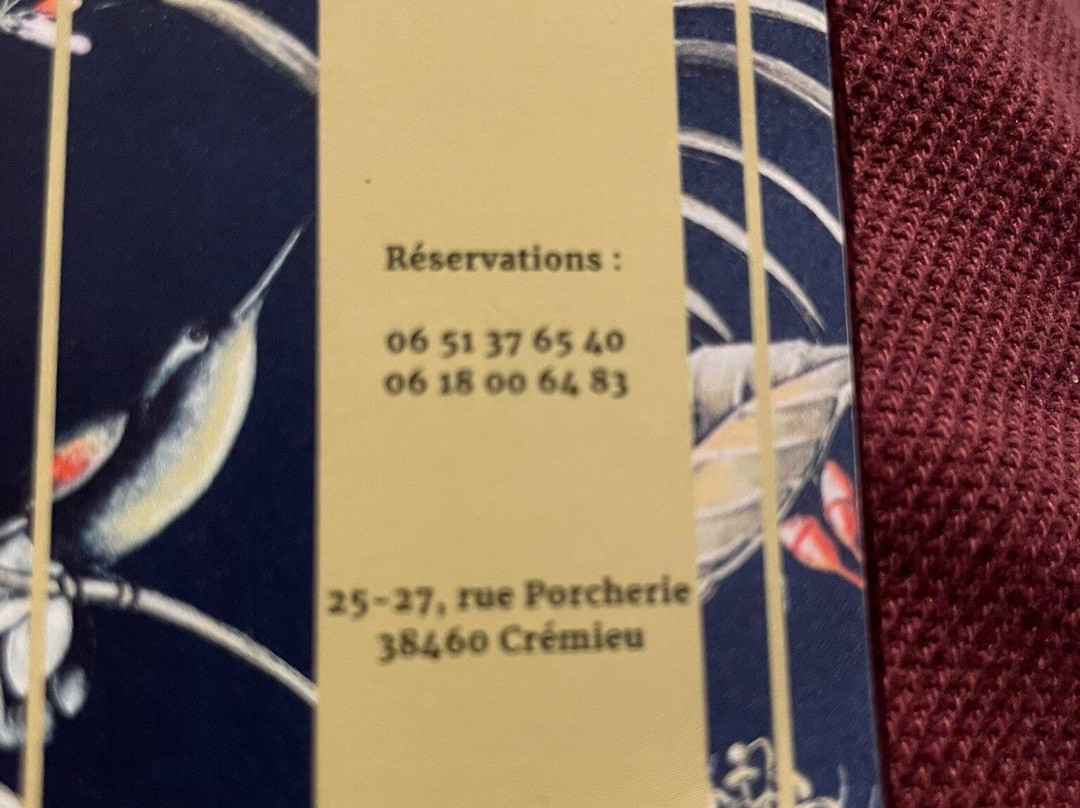 Réservations :
06 51 37 65 40
06 18 00 64 83
25-27, rue Porcherie
38460 Crémieu